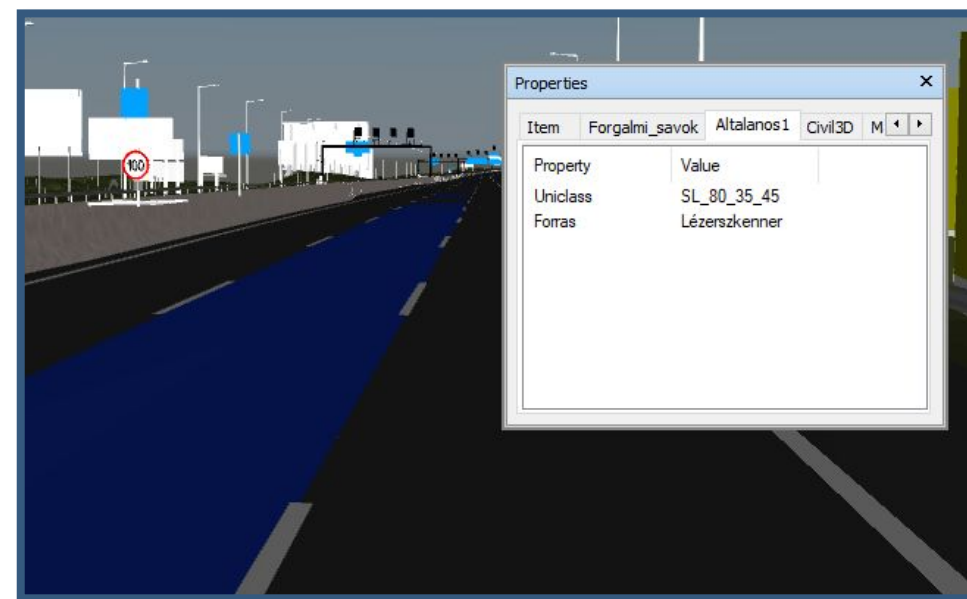 100
Properties
Item Forgalmi_savok Altalanos1 Civil3D M
Property Value
Uniclass SL_80_35_45
Forras Lézerszkenner